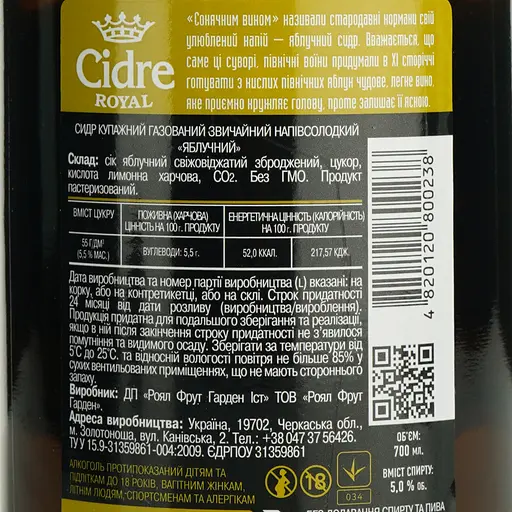 Cidre
ROYAL
«Сонячним вином» називали стародавні нормани свій
улюблений напій — яблучний сидр. Вважається, що
саме ці суворі, північні воїни придумали в XI сторіччі
готувати з кислих північних яблук чудове, легке вино,
яке приємно кружляє голову, проте залишає її ясною.
СИДР КУПАЖНИЙ ГАЗОВАНИЙ ЗВИЧАЙНИЙ НАПІВСОЛОДКИЙ
«ЯБЛУЧНИЙ»
Склад: сік яблучний свіжовіджатий зброджений, цукор,
кислота лимонна харчова, CO2. Без ГМО. Продукт
пастеризований.
ВМІСТ ЦУКРУ
ПОЖИВНА (ХАРЧОВА)
ЦІННІСТЬ НА 100 г. ПРОДУКТУ
ЕНЕРГЕТИЧНА ЦІННІСТЬ (КАЛОРІЙНІСТЬ)
НА 100 г. ПРОДУКТУ
55 Г/ДМ³
(5,5 % МАС.)
ВУГЛЕВОДИ: 5,5 г.
52,0 ККАЛ.
217,57 КДЖ.
Дата виробництва та номер партії виробництва (L) вказані: на
корку, або на контретикетці, або на склі. Строк придатності
24 місяці від дати розливу (виробництва/вироблення).
Продукція придатна для подальшого зберігання та реалізації,
якщо в ній після закінчення строку придатності не з'явилося
помутніння та видимого осаду. Зберігати за температури від
5°С до 25°С, та відносній вологості повітря не більше 85% у
сухих вентильованих приміщеннях, що не мають стороннього
запаху.
Виробник: ДП «Роял Фрут Гарден Іст» ТОВ «Роял Фрут
Гарден».
Адреса виробництва: Україна, 19702, Черкаська обл.,
м. Золотоноша, вул. Канівська, 2. Тел.: +38 047 37 56426.
ТУ У 15.9-31359861-004:2009. ЄДРПОУ 31359861
4 820120 800238
ОБ'ЄМ:
700 мл.
ВМІСТ СПИРТУ:
5,0 % об.
АЛКОГОЛЬ ПРОТИПОКАЗАНИЙ ДІТЯМ ТА
ПІДЛІТКАМ ДО 18 РОКІВ, ВАГІТНИМ ЖІНКАМ,
ЛІТНІМ ЛЮДЯМ, СПОРТСМЕНАМ ТА АЛЕРГІКАМ
18
034
БЕЗ ДОДАВАННЯ СПИРТУ ТА ПИВА